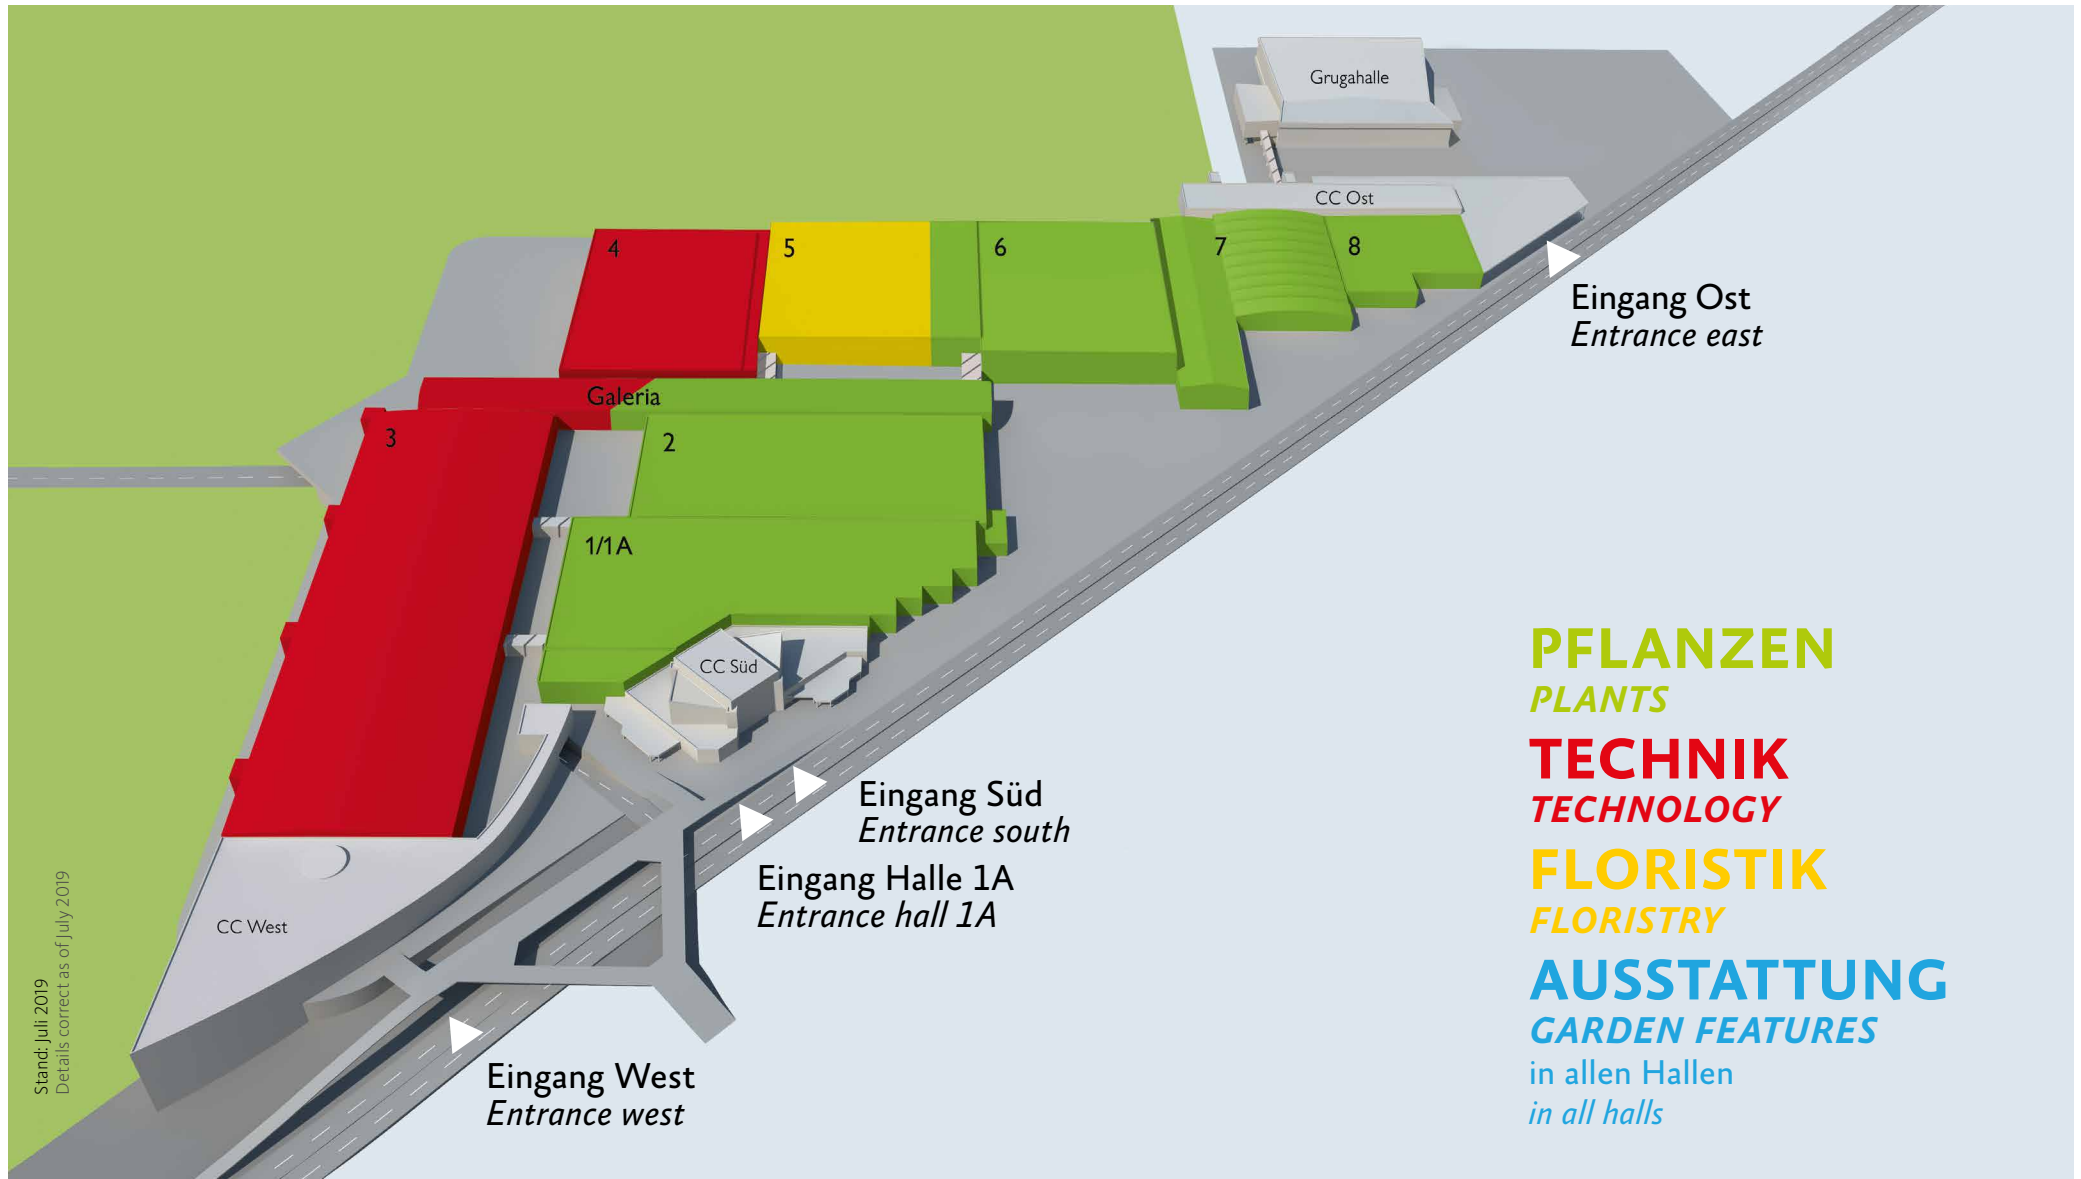 Grugahalle
CC Ost
4
5
6
7
8
Eingang Ost
Entrance east
Galeria
3
2
1/1A
CC Süd
Eingang Süd
Entrance south
Eingang Halle 1A
Entrance hall 1A
CC West
Eingang West
Entrance west
PFLANZEN
PLANTS
TECHNIK
TECHNOLOGY
FLORISTIK
FLORISTRY
AUSSTATTUNG
GARDEN FEATURES
in allen Hallen
in all halls
Stand: Juli 2019
Details correct as of July 2019